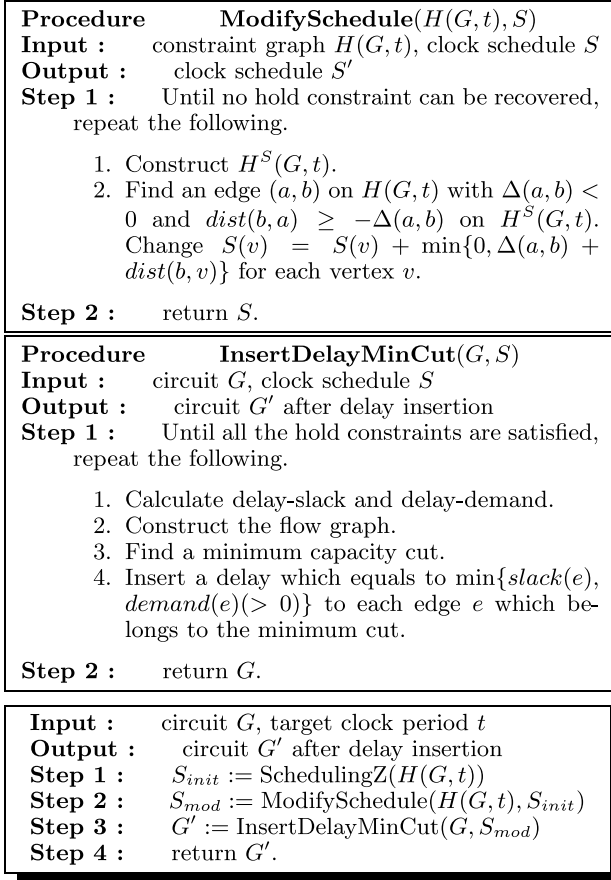 Procedure ModifySchedule(H(G, t), S)
Input : constraint graph H(G, t), clock schedule S
Output : clock schedule S′
Step 1 : Until no hold constraint can be recovered,
repeat the following.
1. Construct H^S(G, t).
2. Find an edge (a, b) on H(G, t) with Δ(a, b) <
0 and dist(b, a) ≥ −Δ(a, b) on H^S(G, t).
Change S(v) = S(v) + min{0, Δ(a, b) +
dist(b, v)} for each vertex v.
Step 2 : return S.
Procedure InsertDelayMinCut(G, S)
Input : circuit G, clock schedule S
Output : circuit G′ after delay insertion
Step 1 : Until all the hold constraints are satisfied,
repeat the following.
1. Calculate delay-slack and delay-demand.
2. Construct the flow graph.
3. Find a minimum capacity cut.
4. Insert a delay which equals to min{slack(e),
demand(e)(> 0)} to each edge e which be-
longs to the minimum cut.
Step 2 : return G.
Input : circuit G, target clock period t
Output : circuit G′ after delay insertion
Step 1 : S_init := SchedulingZ(H(G, t))
Step 2 : S_mod := ModifySchedule(H(G, t), S_init)
Step 3 : G′ := InsertDelayMinCut(G, S_mod)
Step 4 : return G′.